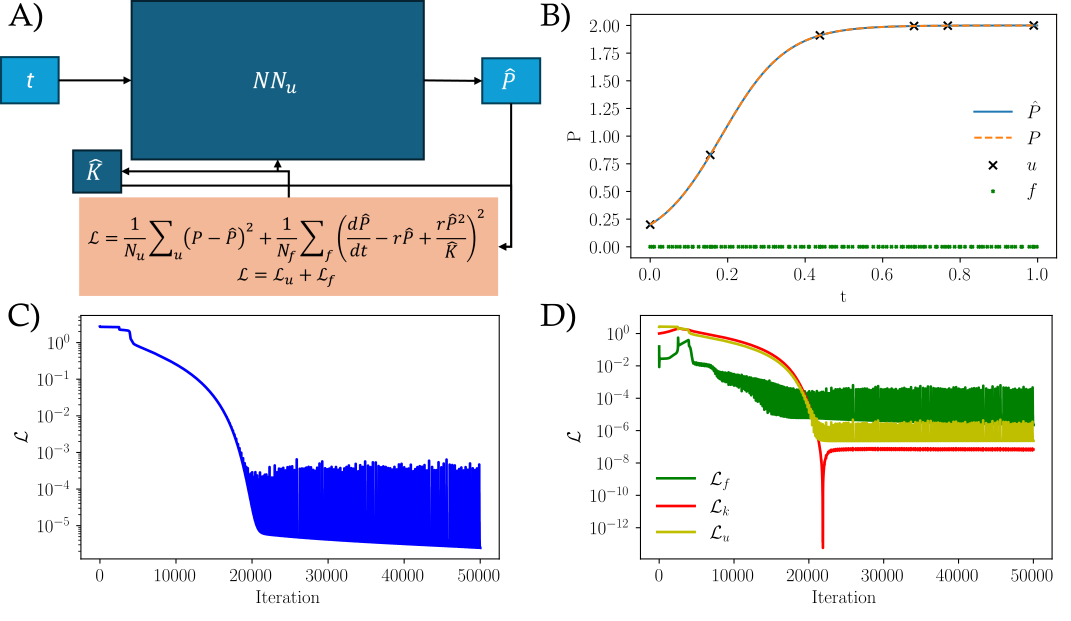 A)
t
NN_u
P̂
K̂
ℒ = 1/N_u ∑_u (P − P̂)² + 1/N_f ∑_f (dP̂/dt − rP̂ + rP̂²/K̂)²
ℒ = ℒ_u + ℒ_f
B)
P
2.00
1.75
1.50
1.25
1.00
0.75
0.50
0.25
0.00
P̂
P
u
f
0.0 0.2 0.4 0.6 0.8 1.0
t
C)
ℒ
10⁰
10⁻¹
10⁻²
10⁻³
10⁻⁴
10⁻⁵
0 10000 20000 30000 40000 50000
Iteration
D)
ℒ
10⁰
10⁻²
10⁻⁴
10⁻⁶
10⁻⁸
10⁻¹⁰
10⁻¹²
ℒ_f
ℒ_k
ℒ_u
0 10000 20000 30000 40000 50000
Iteration